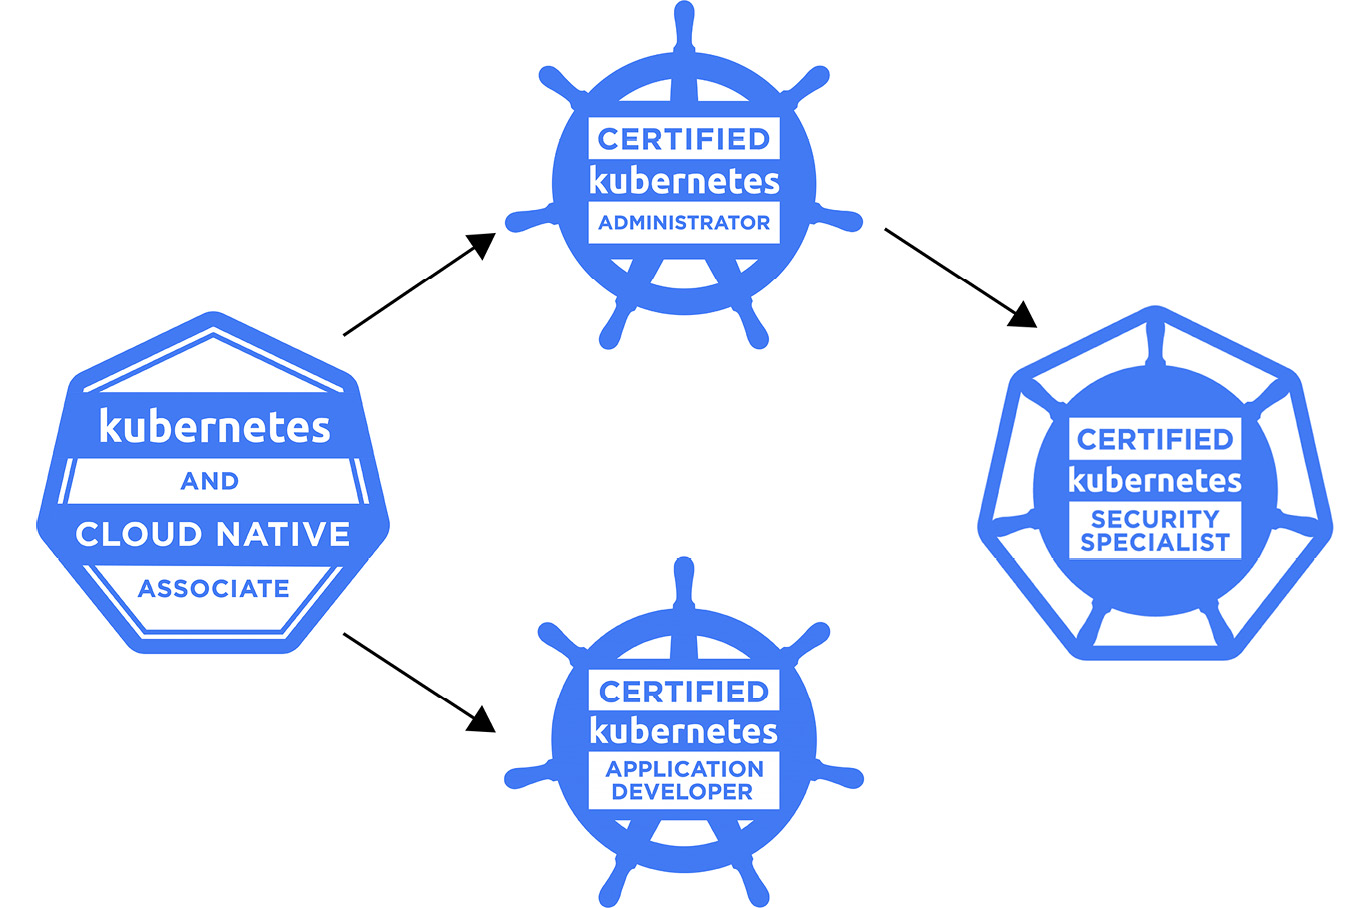 CERTIFIED
kubernetes
ADMINISTRATOR
kubernetes
AND
CLOUD NATIVE
ASSOCIATE
CERTIFIED
kubernetes
SECURITY
SPECIALIST
CERTIFIED
kubernetes
APPLICATION
DEVELOPER